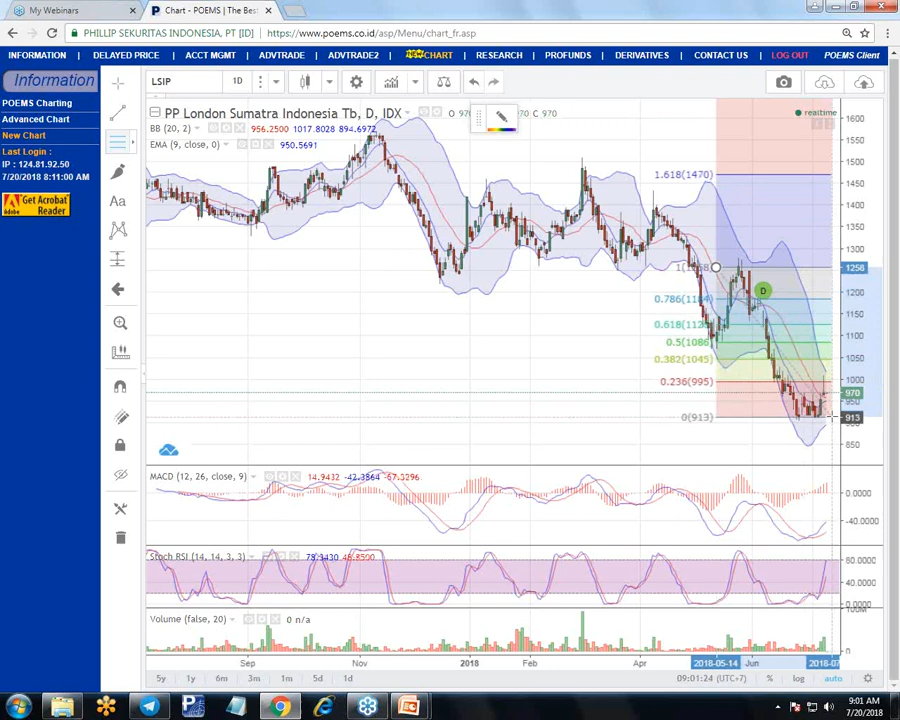 My Webinars
Chart - POEMS | The Bes
PHILLIP SEKURITAS INDONESIA, PT [ID]
https://www.poems.co.id/asp/Menu/chart_fr.asp
INFORMATION DELAYED PRICE ACCT MGMT ADVTRADE ADVTRADE2 NEW CHART RESEARCH PROFUNDS DERIVATIVES CONTACT US LOG OUT POEMS Client
Information
POEMS Charting
Advanced Chart
New Chart
Last Login :
IP : 124.81.92.50
7/20/2018 8:11:00 AM
Get Acrobat
Reader
Adobe
LSIP 1D
PP London Sumatra Indonesia Tb, D, IDX
O 970 C 970
realtime
BB (20, 2) 956.2500 1017.8028 894.6972
EMA (9, close, 0) 950.5691
1.618(1470)
0.5(1086)
0.382(1045)
0.236(995)
0(913)
D
1600
1550
1500
1450
1400
1350
1300
1258
1200
1150
1100
1050
1000
970
950
913
850
MACD (12, 26, close, 9) 14.9432 -42.3864 -57.3296
0.0000
-40.0000
Stoch RSI (14, 14, 3, 3)
80.0000
40.0000
0.0000
Volume (false, 20) 0 n/a
100M
0
Sep Nov 2018 Feb Apr 2018-05-14 Jun 2018-07
5y 1y 6m 3m 1m 5d 1d
09:01:24 (UTC+7) % log auto
9:01 AM
7/20/2018